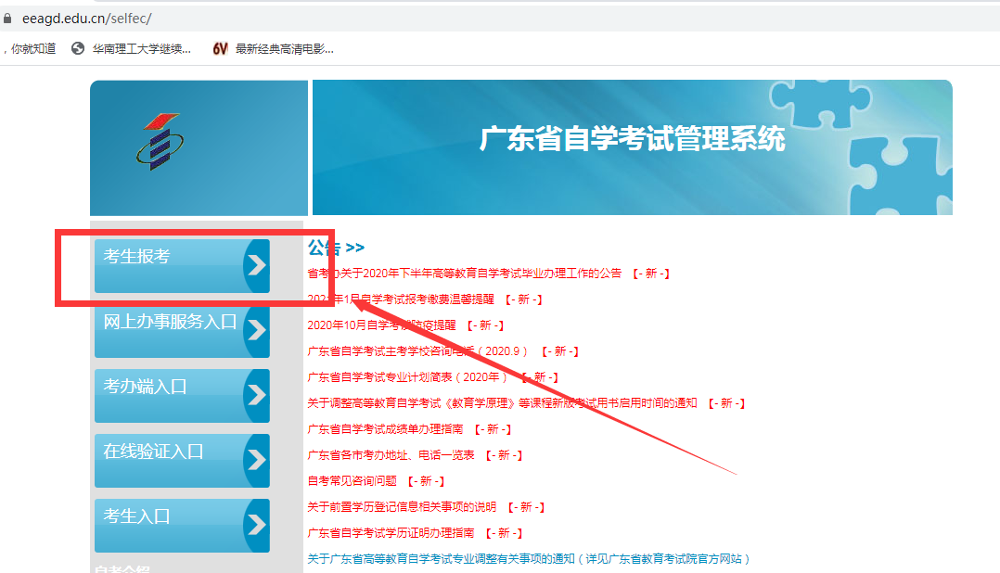 eeagd.edu.cn/selfec/
，你就知道 华南理工大学继续... 6V 最新经典高清电影...
广东省自学考试管理系统
考生报考
网上办事服务入口
考办端入口
在线验证入口
考生入口
自考介绍
公告 >>
省考办关于2020年下半年高等教育自学考试毕业办理工作的公告 【- 新 -】
2021年1月自学考试报考缴费温馨提醒 【- 新 -】
2020年10月自学考试防疫提醒 【- 新 -】
广东省自学考试主考学校咨询电话（2020.9） 【- 新 -】
广东省自学考试专业计划简表（2020年） 【- 新 -】
关于调整高等教育自学考试《教育学原理》等课程新版考试用书启用时间的通知 【- 新 -】
广东省自学考试成绩单办理指南 【- 新 -】
广东省各市考办地址、电话一览表 【- 新 -】
自考常见咨询问题 【- 新 -】
关于前置学历登记信息相关事项的说明 【- 新 -】
广东省自学考试学历证明办理指南 【- 新 -】
关于广东省高等教育自学考试专业调整有关事项的通知（详见广东省教育考试院官方网站）